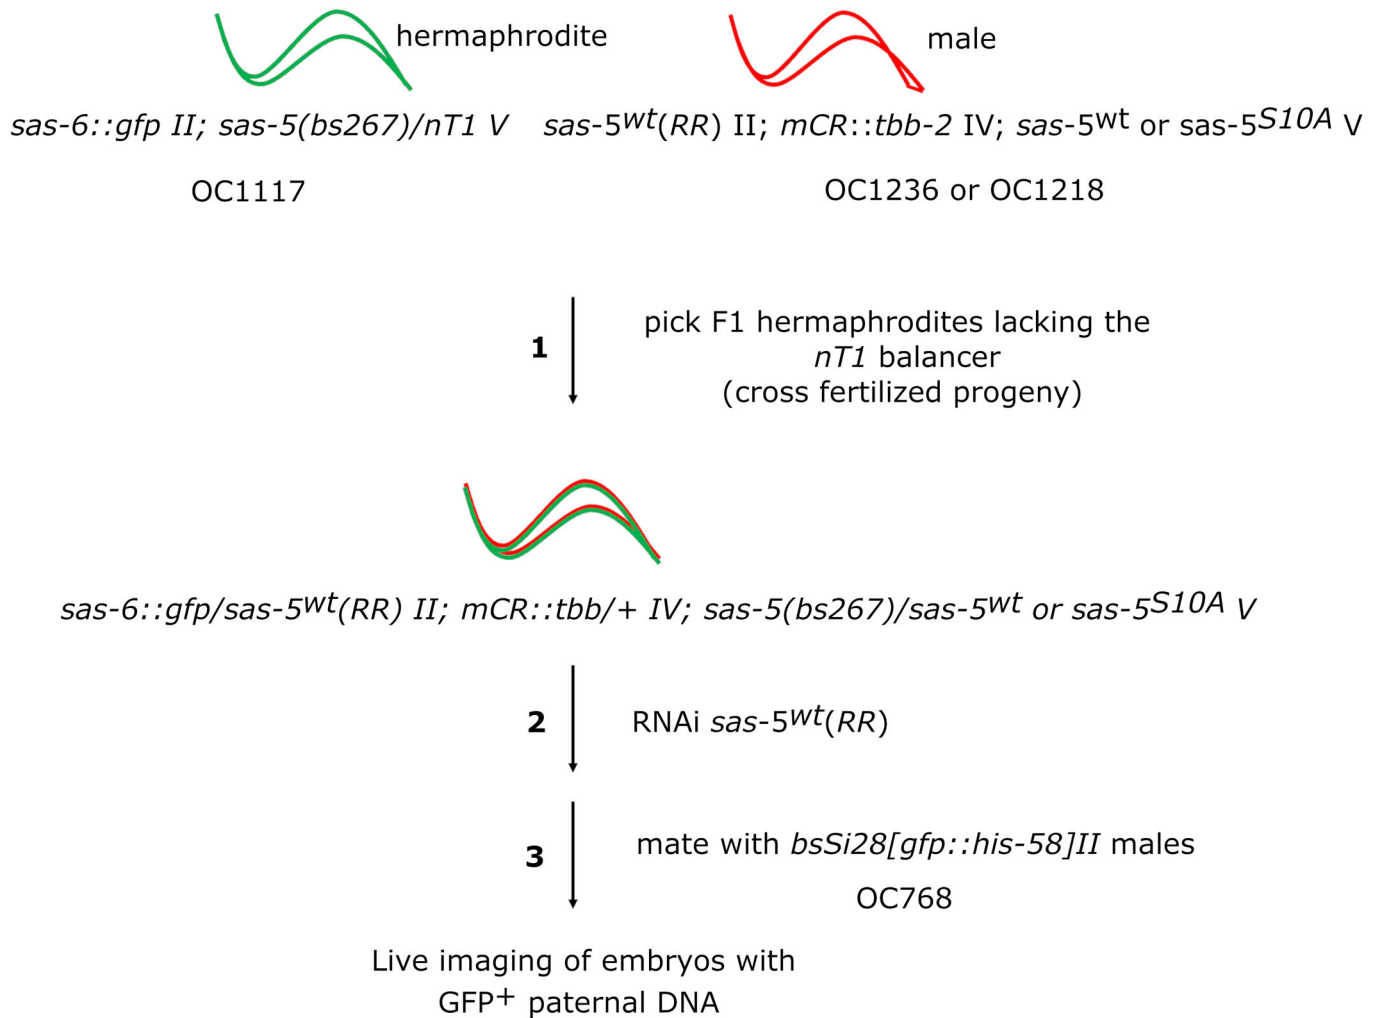 hermaphrodite
male
sas-6::gfp II; sas-5(bs267)/nT1 V
sas-5wt(RR) II; mCR::tbb-2 IV; sas-5wt or sas-5S10A V
OC1117
OC1236 or OC1218
1
pick F1 hermaphrodites lacking the
nT1 balancer
(cross fertilized progeny)
sas-6::gfp/sas-5wt(RR) II; mCR::tbb/+ IV; sas-5(bs267)/sas-5wt or sas-5S10A V
2
RNAi sas-5wt(RR)
3
mate with bsSi28[gfp::his-58]II males
OC768
Live imaging of embryos with
GFP+ paternal DNA